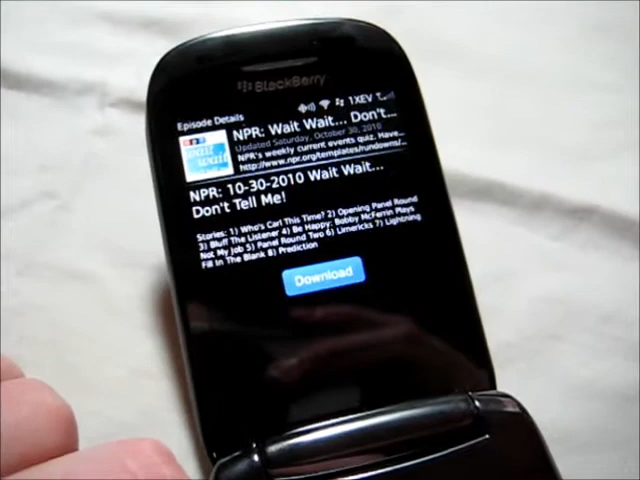 BlackBerry
1XEV
Episode Details
NPR: Wait Wait... Don't...
Updated Saturday, October 30, 2010
NPR's weekly current events quiz. Have...
http://www.npr.org/templates/rundowns/...
npr
wait
wait
NPR: 10-30-2010 Wait Wait...
Don't Tell Me!
Stories: 1) Who's Carl This Time? 2) Opening Panel Round
3) Bluff The Listener 4) Be Happy: Bobby McFerrin Plays
Not My Job 5) Panel Round Two 6) Limericks 7) Lightning
Fill In The Blank 8) Prediction
Download